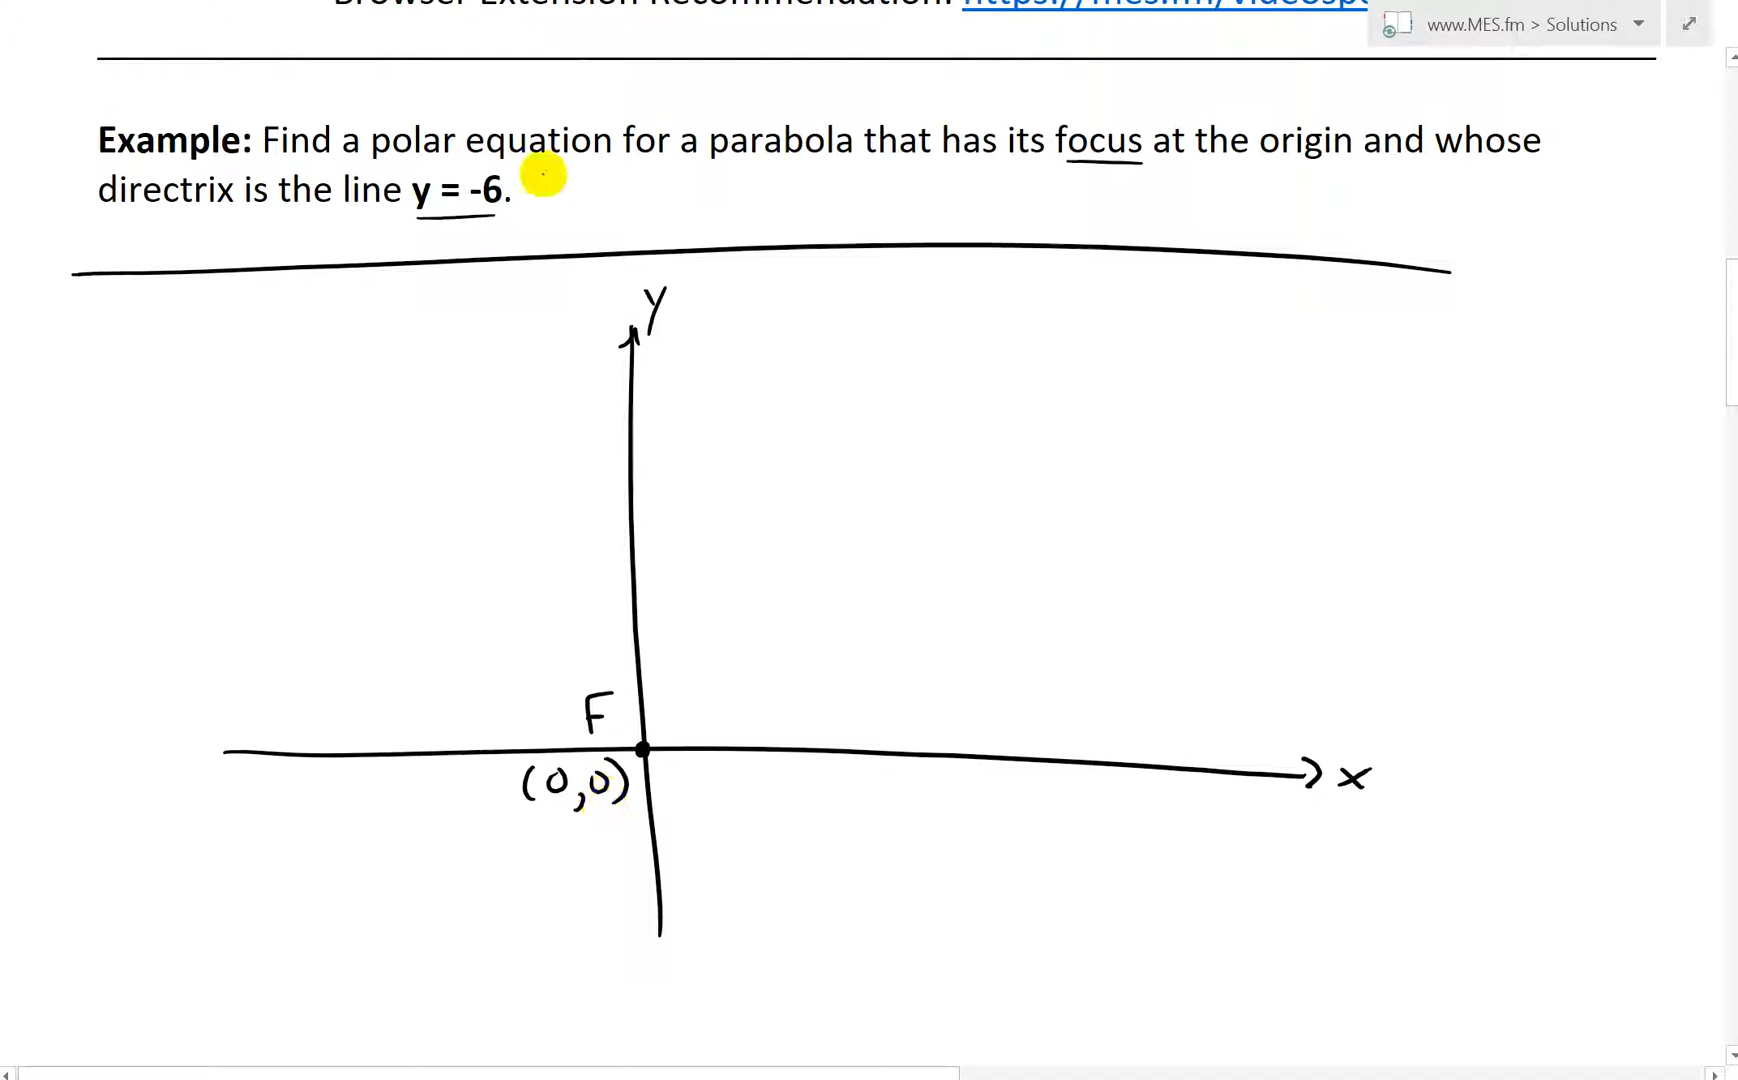 www.MES.fm > Solutions
Example: Find a polar equation for a parabola that has its focus at the origin and whose
directrix is the line y = -6.
y
F
(0,0)
x